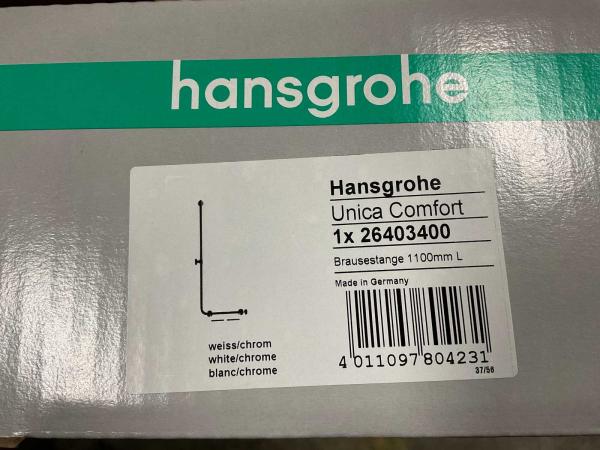 hansgrohe
Hansgrohe
Unica Comfort
1x 26403400
Brausestange 1100mm L
Made in Germany
weiss/chrom
white/chrome
blanc/chrome
4 011097 804231
37/56